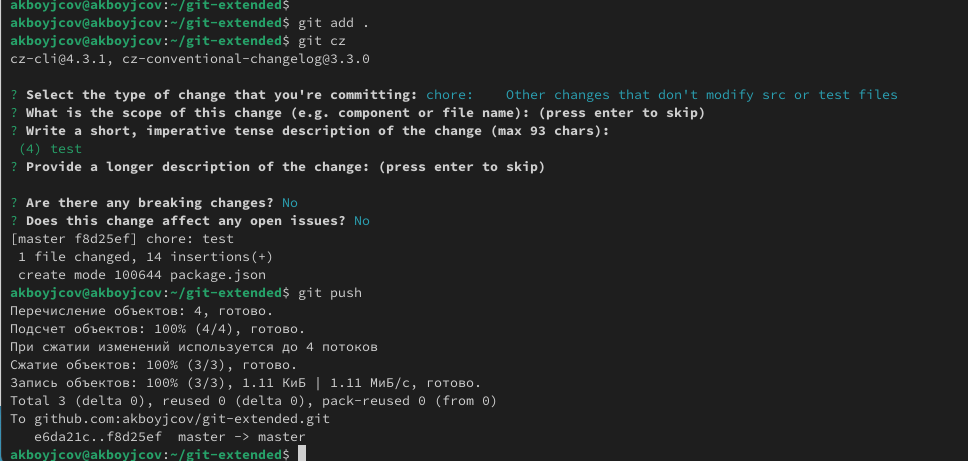 akboyjcov@akboyjcov:~/git-extended$
akboyjcov@akboyjcov:~/git-extended$ git add .
akboyjcov@akboyjcov:~/git-extended$ git cz
cz-cli@4.3.1, cz-conventional-changelog@3.3.0
? Select the type of change that you're committing: chore:    Other changes that don't modify src or test files
? What is the scope of this change (e.g. component or file name): (press enter to skip)
? Write a short, imperative tense description of the change (max 93 chars):
 (4) test
? Provide a longer description of the change: (press enter to skip)
? Are there any breaking changes? No
? Does this change affect any open issues? No
[master f8d25ef] chore: test
 1 file changed, 14 insertions(+)
 create mode 100644 package.json
akboyjcov@akboyjcov:~/git-extended$ git push
Перечисление объектов: 4, готово.
Подсчет объектов: 100% (4/4), готово.
При сжатии изменений используется до 4 потоков
Сжатие объектов: 100% (3/3), готово.
Запись объектов: 100% (3/3), 1.11 КиБ | 1.11 МиБ/с, готово.
Total 3 (delta 0), reused 0 (delta 0), pack-reused 0 (from 0)
To github.com:akboyjcov/git-extended.git
   e6da21c..f8d25ef  master -> master
akboyjcov@akboyjcov:~/git-extended$